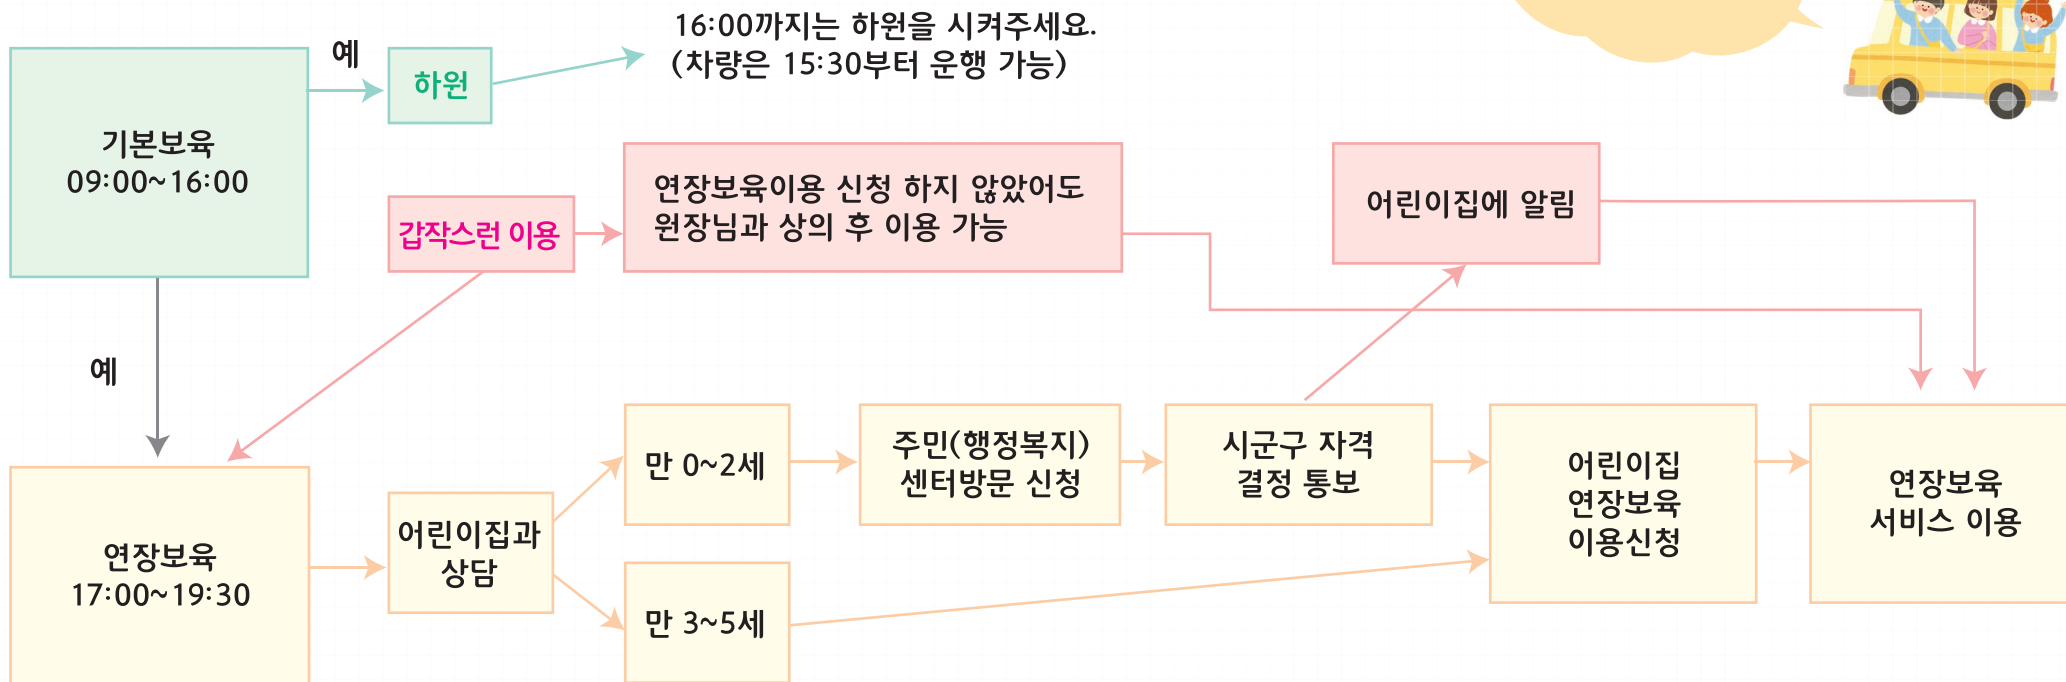 16:00까지는 하원을 시켜주세요.
(차량은 15:30부터 운행 가능)
예
하원
기본보육
09:00~16:00
갑작스런 이용
연장보육이용 신청 하지 않았어도
원장님과 상의 후 이용 가능
어린이집에 알림
예
연장보육
17:00~19:30
어린이집과
상담
만 0~2세
만 3~5세
주민(행정복지)
센터방문 신청
시군구 자격
결정 통보
어린이집
연장보육
이용신청
연장보육
서비스 이용